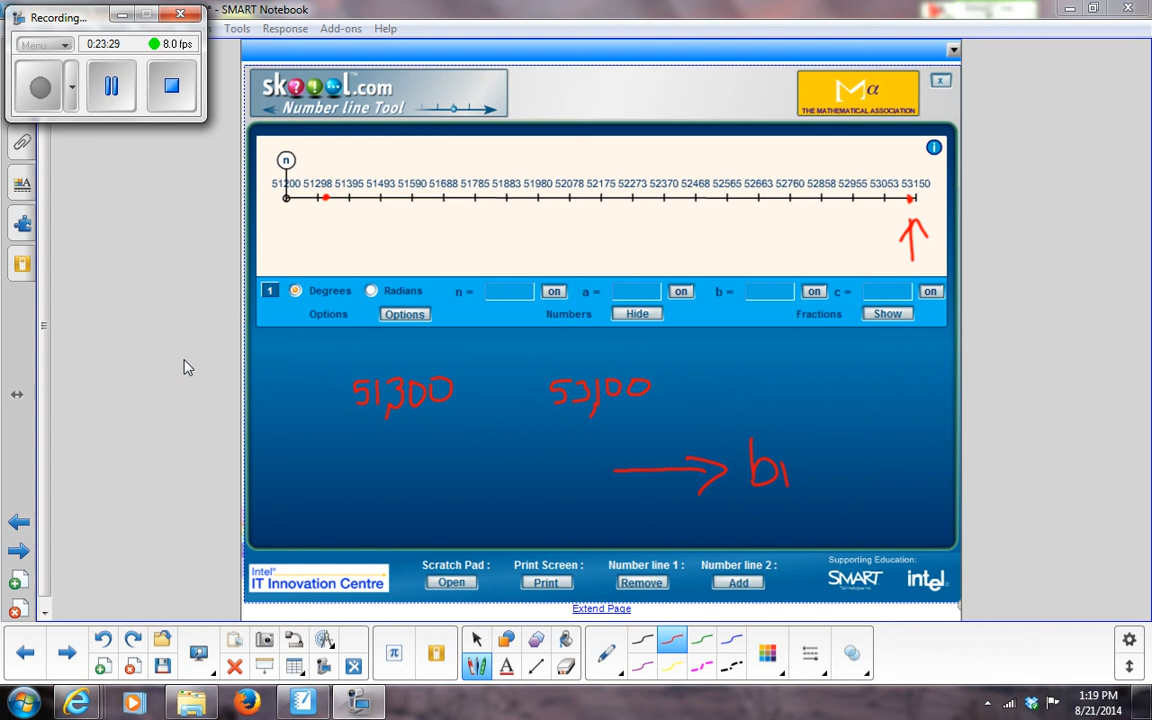 Recording...
* - SMART Notebook
Menu
0:23:29
8.0 fps
Tools Response Add-ons Help
skoool.com
Number line Tool
Mα
THE MATHEMATICAL ASSOCIATION
x
i
n
51200 51298 51395 51493 51590 51688 51785 51883 51980 52078 52175 52273 52370 52468 52565 52663 52760 52858 52955 53053 53150
1 Degrees Radians n = on a = on b = on c = on
Options Options Numbers Hide Fractions Show
51,300 53,100
bi
Intel®
IT Innovation Centre
Scratch Pad : Print Screen : Number line 1 : Number line 2 :
Open Print Remove Add
Supporting Education:
SMART intel
Extend Page
π
A
1:19 PM
8/21/2014